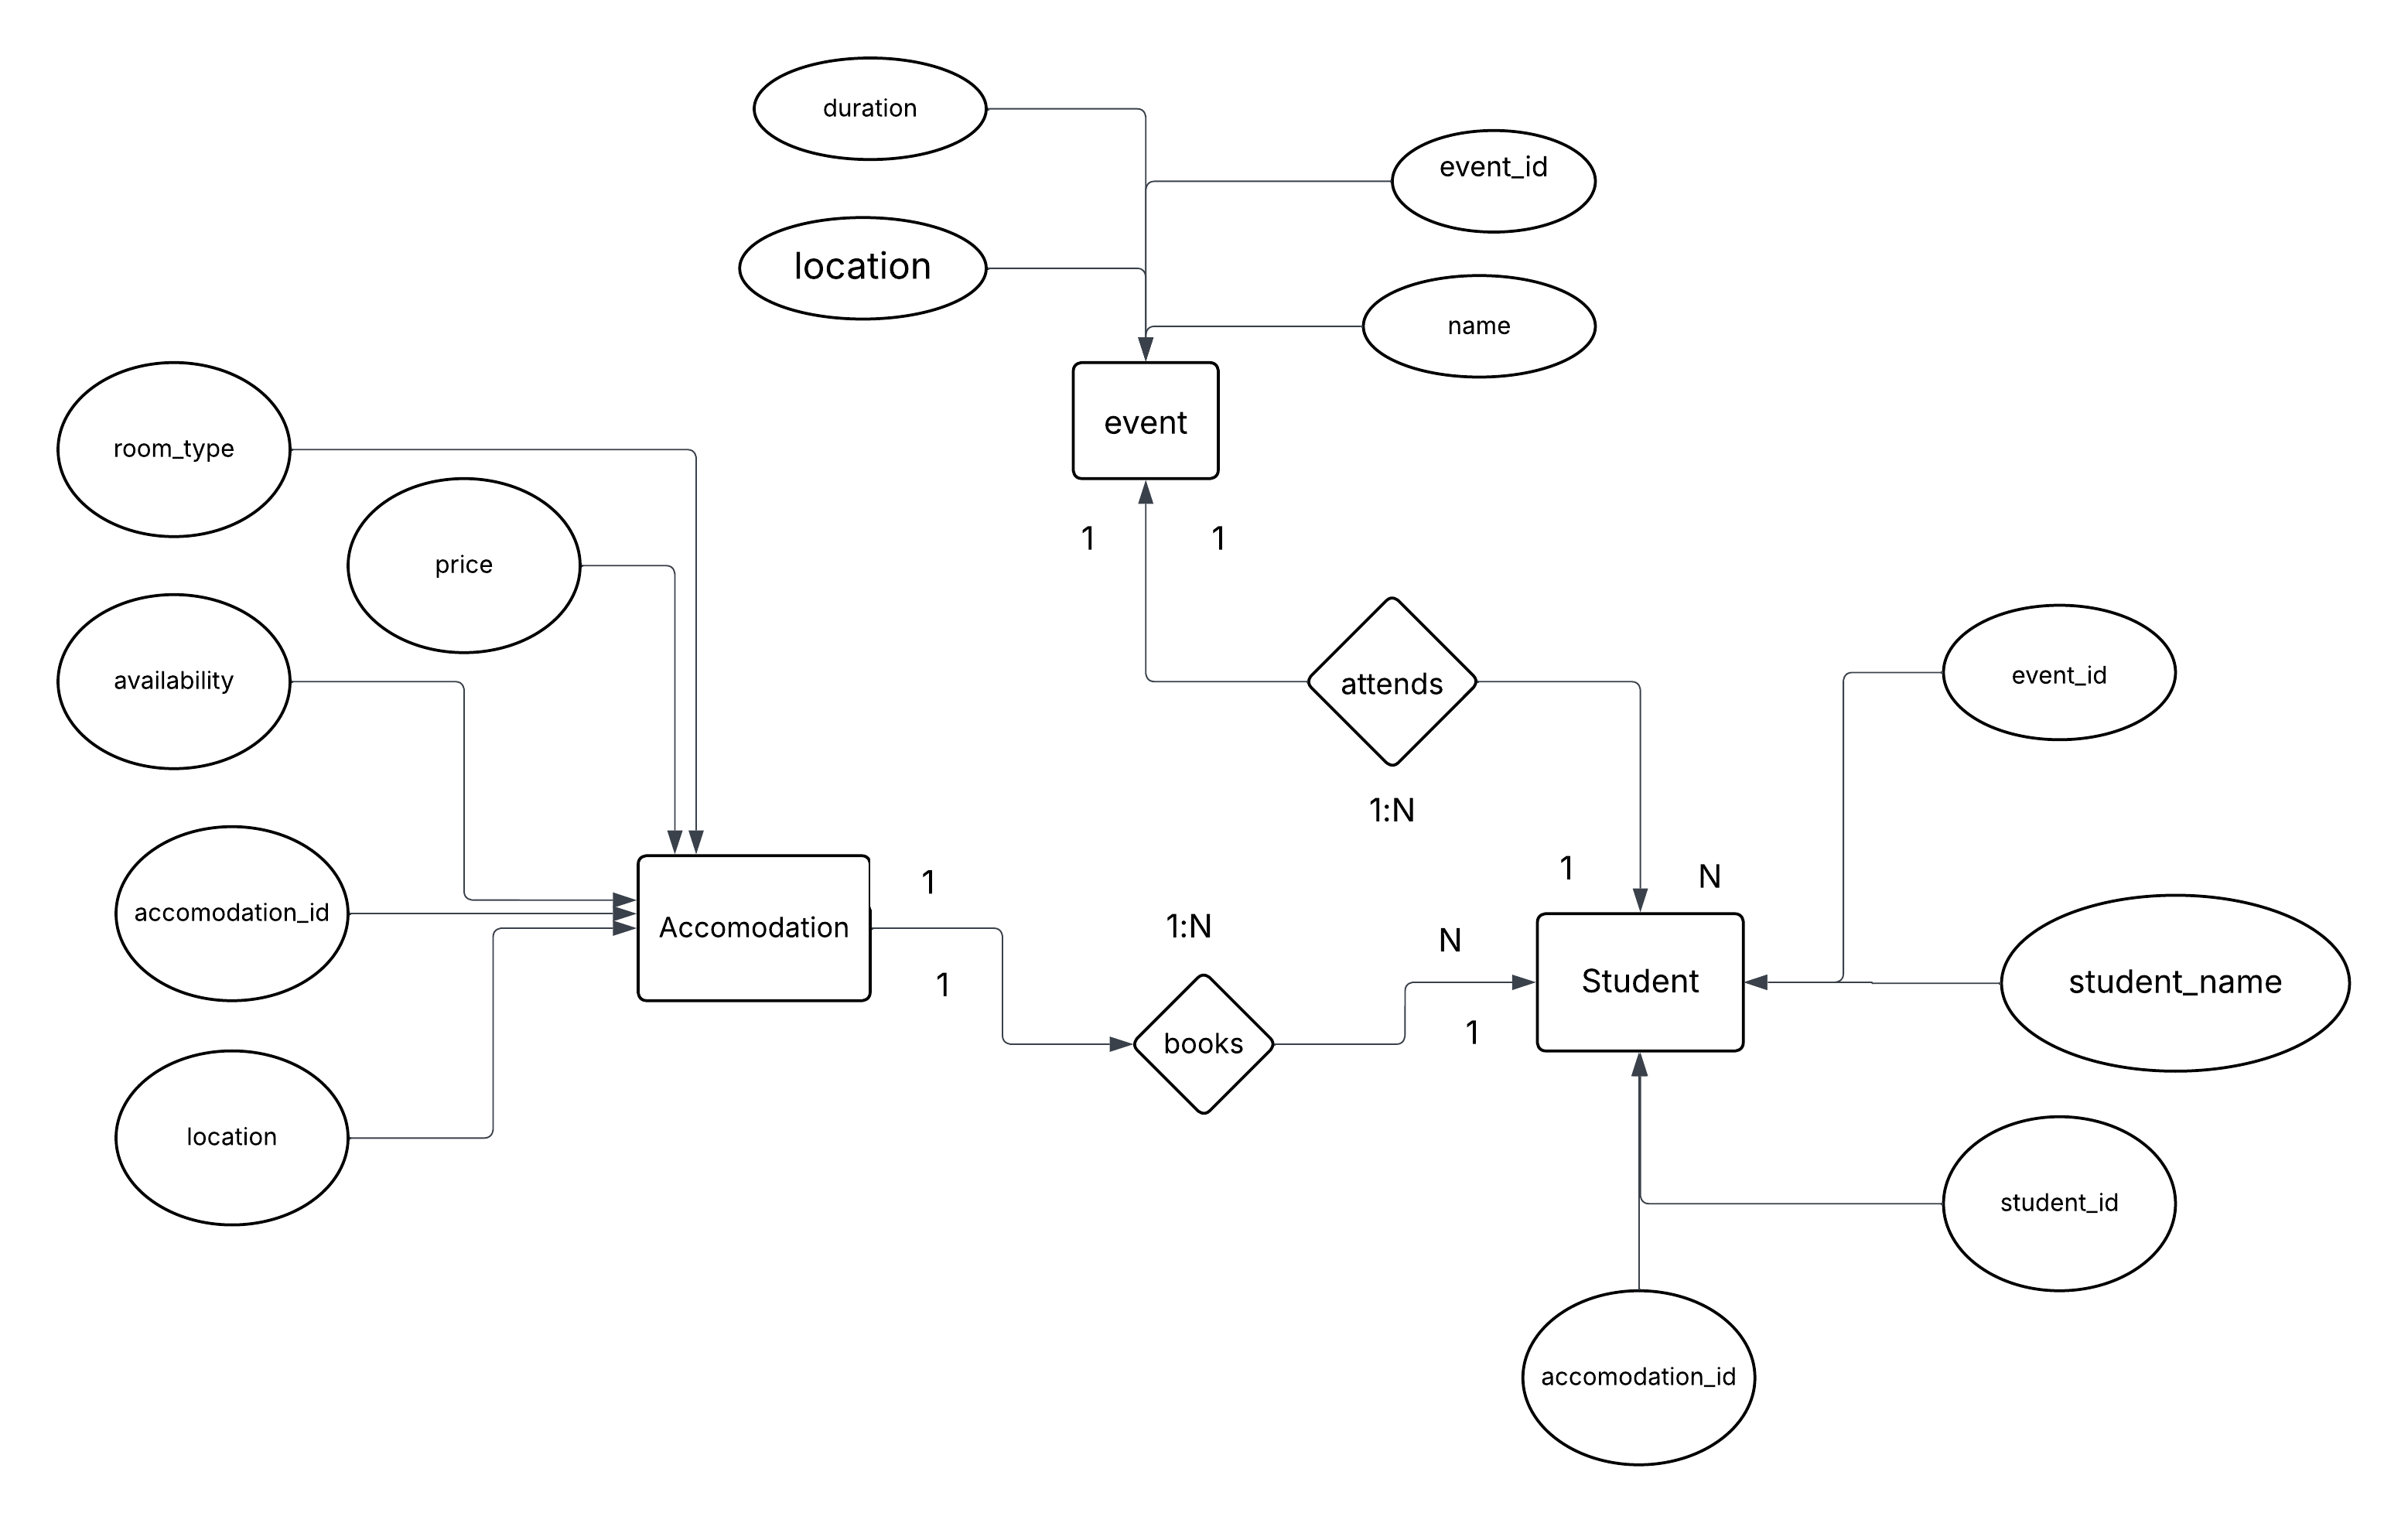 duration
event_id
location
name
event
room_type
price
1
1
availability
attends
event_id
1:N
1
N
1
accomodation_id
Accomodation
1:N
N
Student
student_name
1
1
books
location
student_id
accomodation_id